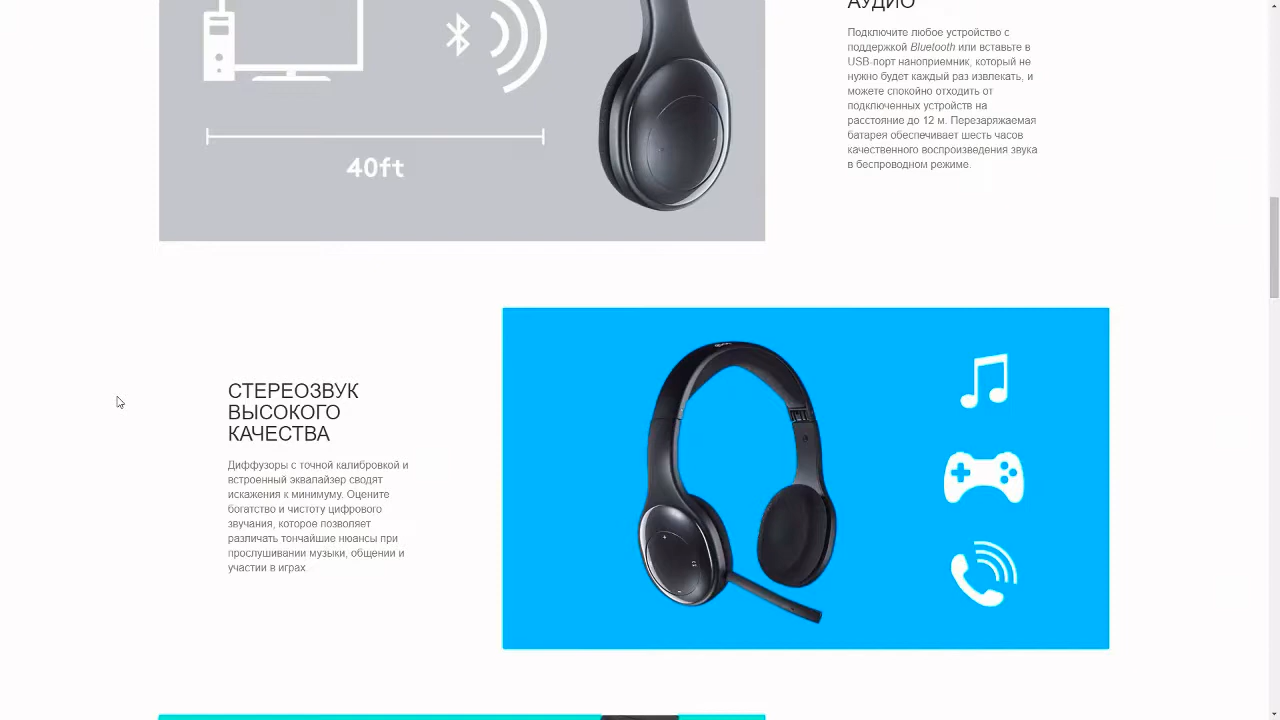 АУДИО
Подключите любое устройство с
поддержкой Bluetooth или вставьте в
USB-порт наноприемник, который не
нужно будет каждый раз извлекать, и
можете спокойно отходить от
подключенных устройств на
расстояние до 12 м. Перезаряжаемая
батарея обеспечивает шесть часов
качественного воспроизведения звука
в беспроводном режиме.
40ft
СТЕРЕОЗВУК
ВЫСОКОГО
КАЧЕСТВА
Диффузоры с точной калибровкой и
встроенный эквалайзер сводят
искажения к минимуму. Оцените
богатство и чистоту цифрового
звучания, которое позволяет
различать тончайшие нюансы при
прослушивании музыки, общении и
участии в играх